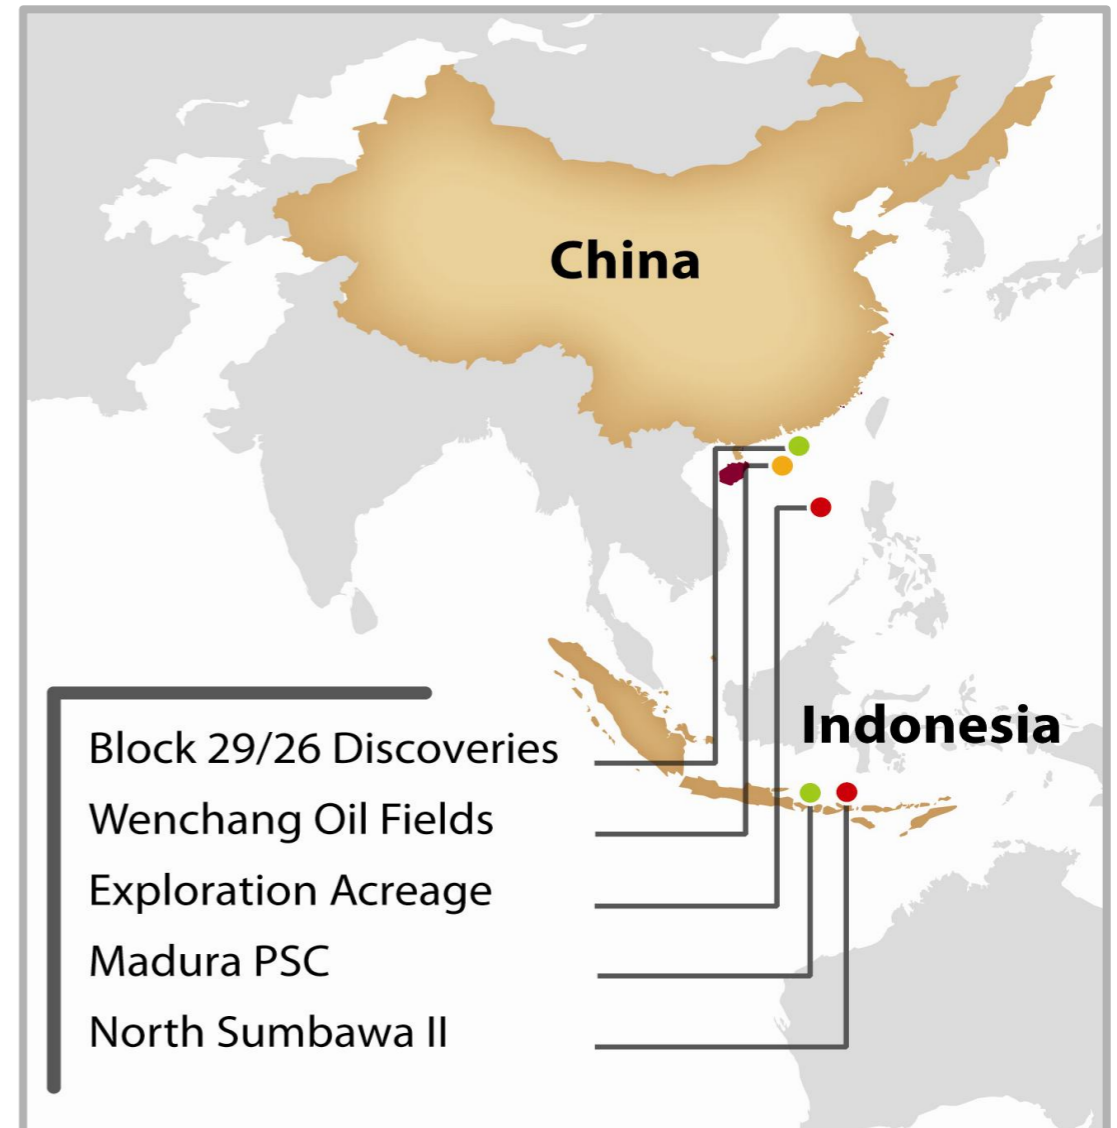 China
Indonesia
Block 29/26 Discoveries
Wenchang Oil Fields
Exploration Acreage
Madura PSC
North Sumbawa II